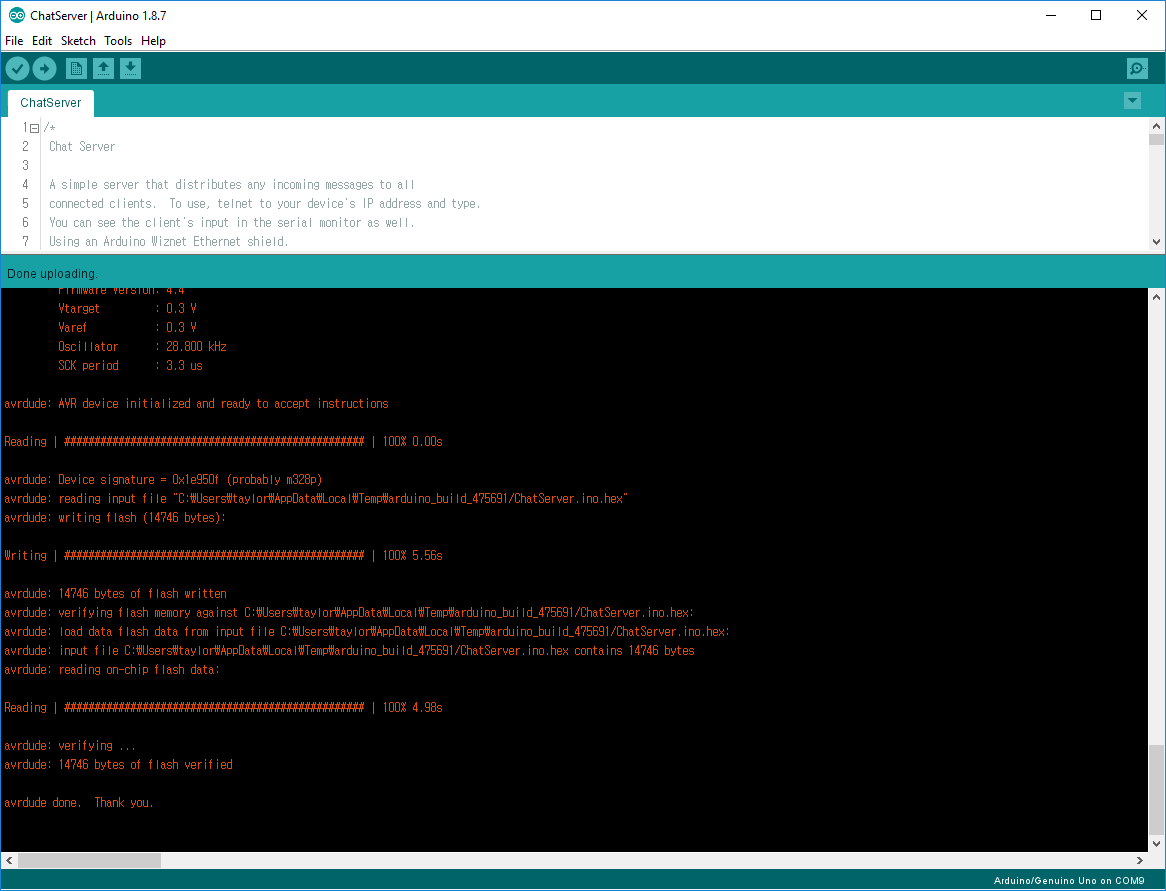 ChatServer | Arduino 1.8.7
File Edit Sketch Tools Help
ChatServer
1 /*
2 Chat Server
3
4 A simple server that distributes any incoming messages to all
5 connected clients.  To use, telnet to your device's IP address and type.
6 You can see the client's input in the serial monitor as well.
7 Using an Arduino Wiznet Ethernet shield.
Done uploading.
Firmware Version: 4.4
Vtarget : 0.3 V
Varef : 0.3 V
Oscillator : 28.800 kHz
SCK period : 3.3 us
avrdude: AVR device initialized and ready to accept instructions
Reading | ################################################## | 100% 0.00s
avrdude: Device signature = 0x1e950f (probably m328p)
avrdude: reading input file "C:₩Users₩taylor₩AppData₩Local₩Temp₩arduino_build_475691/ChatServer.ino.hex"
avrdude: writing flash (14746 bytes):
Writing | ################################################## | 100% 5.56s
avrdude: 14746 bytes of flash written
avrdude: verifying flash memory against C:₩Users₩taylor₩AppData₩Local₩Temp₩arduino_build_475691/ChatServer.ino.hex:
avrdude: load data flash data from input file C:₩Users₩taylor₩AppData₩Local₩Temp₩arduino_build_475691/ChatServer.ino.hex:
avrdude: input file C:₩Users₩taylor₩AppData₩Local₩Temp₩arduino_build_475691/ChatServer.ino.hex contains 14746 bytes
avrdude: reading on-chip flash data:
Reading | ################################################## | 100% 4.98s
avrdude: verifying ...
avrdude: 14746 bytes of flash verified
avrdude done.  Thank you.
Arduino/Genuino Uno on COM9